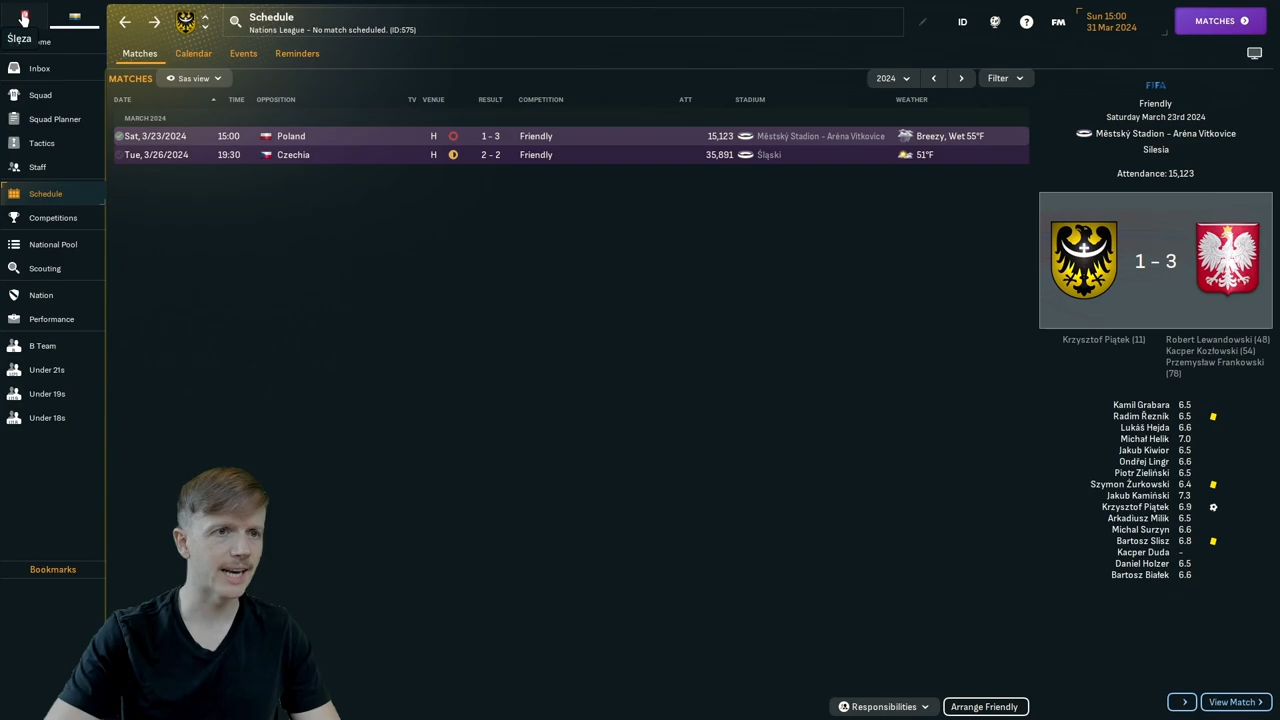 Schedule
Nations League - No match scheduled. (ID:575)
ID
FM
Sun 15:00
31 Mar 2024
MATCHES
Ślęza
Inbox
Squad
Squad Planner
Tactics
Staff
Schedule
Competitions
National Pool
Scouting
Nation
Performance
B Team
Under 21s
Under 19s
Under 18s
Bookmarks
Matches Calendar Events Reminders
MATCHES Sas view 2024 Filter
DATE TIME OPPOSITION TV VENUE RESULT COMPETITION ATT STADIUM WEATHER
MARCH 2024
Sat, 3/23/2024 15:00 Poland H 1 - 3 Friendly 15,123 Městský Stadion - Aréna Vítkovice Breezy, Wet 55°F
Tue, 3/26/2024 19:30 Czechia H 2 - 2 Friendly 35,891 Śląski 51°F
FIFA
Friendly
Saturday March 23rd 2024
Městský Stadion - Aréna Vítkovice
Silesia
Attendance: 15,123
1 - 3
Krzysztof Piątek (11)
Robert Lewandowski (48)
Kacper Kozłowski (54)
Przemysław Frankowski
(78)
Kamil Grabara 6.5
Radim Řezník 6.5
Lukáš Hejda 6.6
Michał Helik 7.0
Jakub Kiwior 6.5
Ondřej Lingr 6.6
Piotr Zieliński 6.5
Szymon Żurkowski 6.4
Jakub Kamiński 7.3
Krzysztof Piątek 6.9
Arkadiusz Milik 6.5
Michal Surzyn 6.6
Bartosz Slisz 6.8
Kacper Duda -
Daniel Holzer 6.5
Bartosz Białek 6.6
Responsibilities Arrange Friendly
View Match